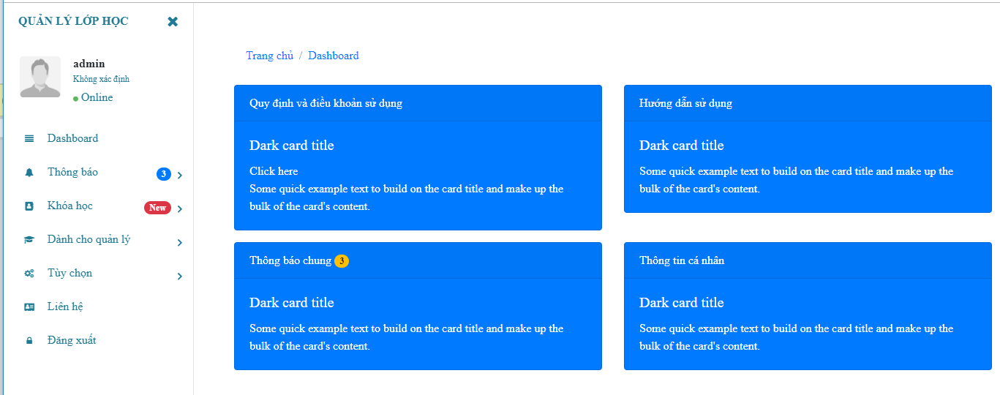 QUẢN LÝ LỚP HỌC
admin
Không xác định
Online
Dashboard
Thông báo 3
Khóa học New
Dành cho quản lý
Tùy chọn
Liên hệ
Đăng xuất
Trang chủ / Dashboard
Quy định và điều khoản sử dụng
Dark card title
Click here
Some quick example text to build on the card title and make up the
bulk of the card's content.
Hướng dẫn sử dụng
Dark card title
Some quick example text to build on the card title and make up the
bulk of the card's content.
Thông báo chung 3
Dark card title
Some quick example text to build on the card title and make up the
bulk of the card's content.
Thông tin cá nhân
Dark card title
Some quick example text to build on the card title and make up the
bulk of the card's content.